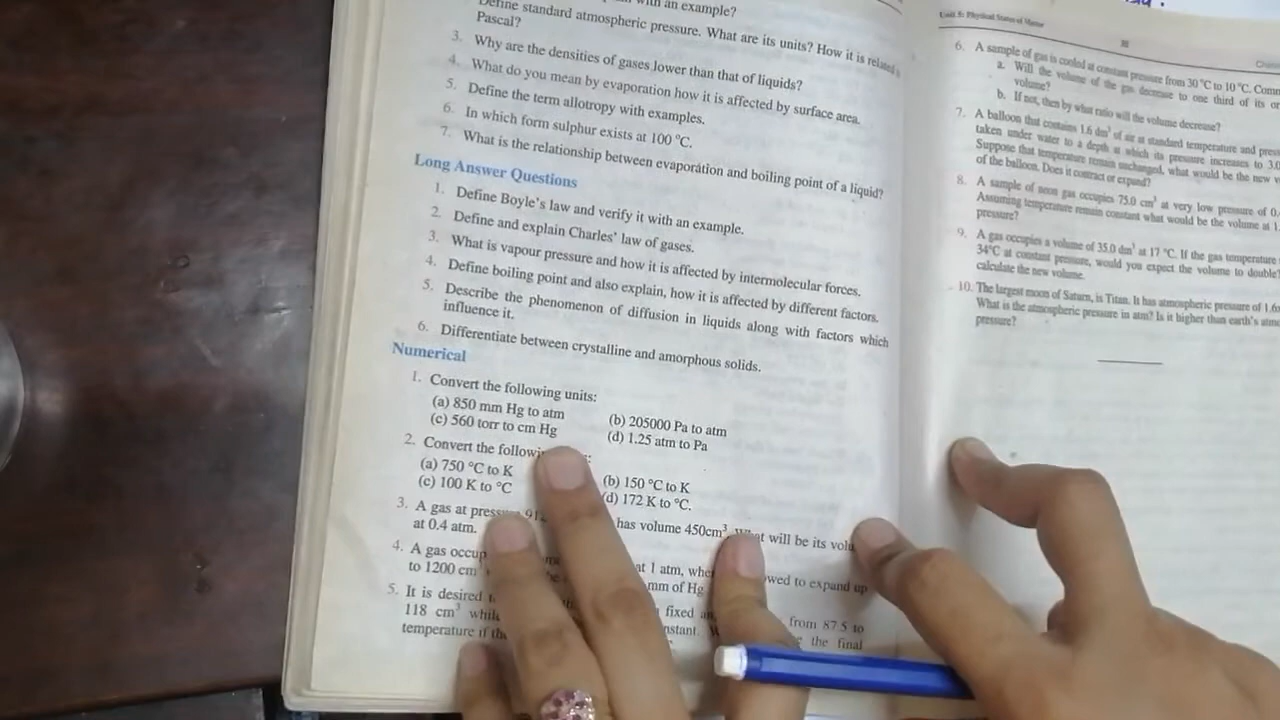 with an example?
Define standard atmospheric pressure. What are its units? How it is related
Pascal?
3. Why are the densities of gases lower than that of liquids?
4. What do you mean by evaporation how it is affected by surface area.
5. Define the term allotropy with examples.
6. In which form sulphur exists at 100 °C.
7. What is the relationship between evaporation and boiling point of a liquid?
Long Answer Questions
1. Define Boyle's law and verify it with an example.
2. Define and explain Charles' law of gases.
3. What is vapour pressure and how it is affected by intermolecular forces.
4. Define boiling point and also explain, how it is affected by different factors.
5. Describe the phenomenon of diffusion in liquids along with factors which
influence it.
6. Differentiate between crystalline and amorphous solids.
Numerical
1. Convert the following units:
(a) 850 mm Hg to atm (b) 205000 Pa to atm
(c) 560 torr to cm Hg (d) 1.25 atm to Pa
2. Convert the
(a) 750 °C to K (b) 150 °C to K
(c) 100 K to °C (d) 172 K to °C.
3. A gas at has volume 450cm³. What will be its
at 0.4 atm.
4. A gas at 1 atm, to expand up
to 1200 cm mm of Hg
5. It is desired fixed from 87.5 to
118 cm³ the final
temperature if
Unit 5: Physical States of Matter
6. A sample of gas is cooled at constant pressure from 30 °C to 10 °C.
a. Will the volume of the gas decrease to one third of its
volume?
b. If not, then by what ratio will the volume decrease?
7. A balloon that contains 1.6 dm³ of air at standard temperature and
taken under water to a depth at which its pressure increases to 3.0
Suppose that temperature remain unchanged, what would be the new
of the balloon. Does it contract or expand?
8. A sample of neon gas occupies 75.0 cm³ at very low pressure of 0.
Assuming temperature remain constant what would be the volume at 1.
pressure?
9. A gas occupies a volume of 35.0 dm³ at 17 °C. If the gas temperature
34°C at constant pressure, would you expect the volume to double?
calculate the new volume.
10. The largest moon of Saturn, is Titan. It has atmospheric pressure of 1.6
What is the atmospheric pressure in atm? Is it higher than earth's
pressure?